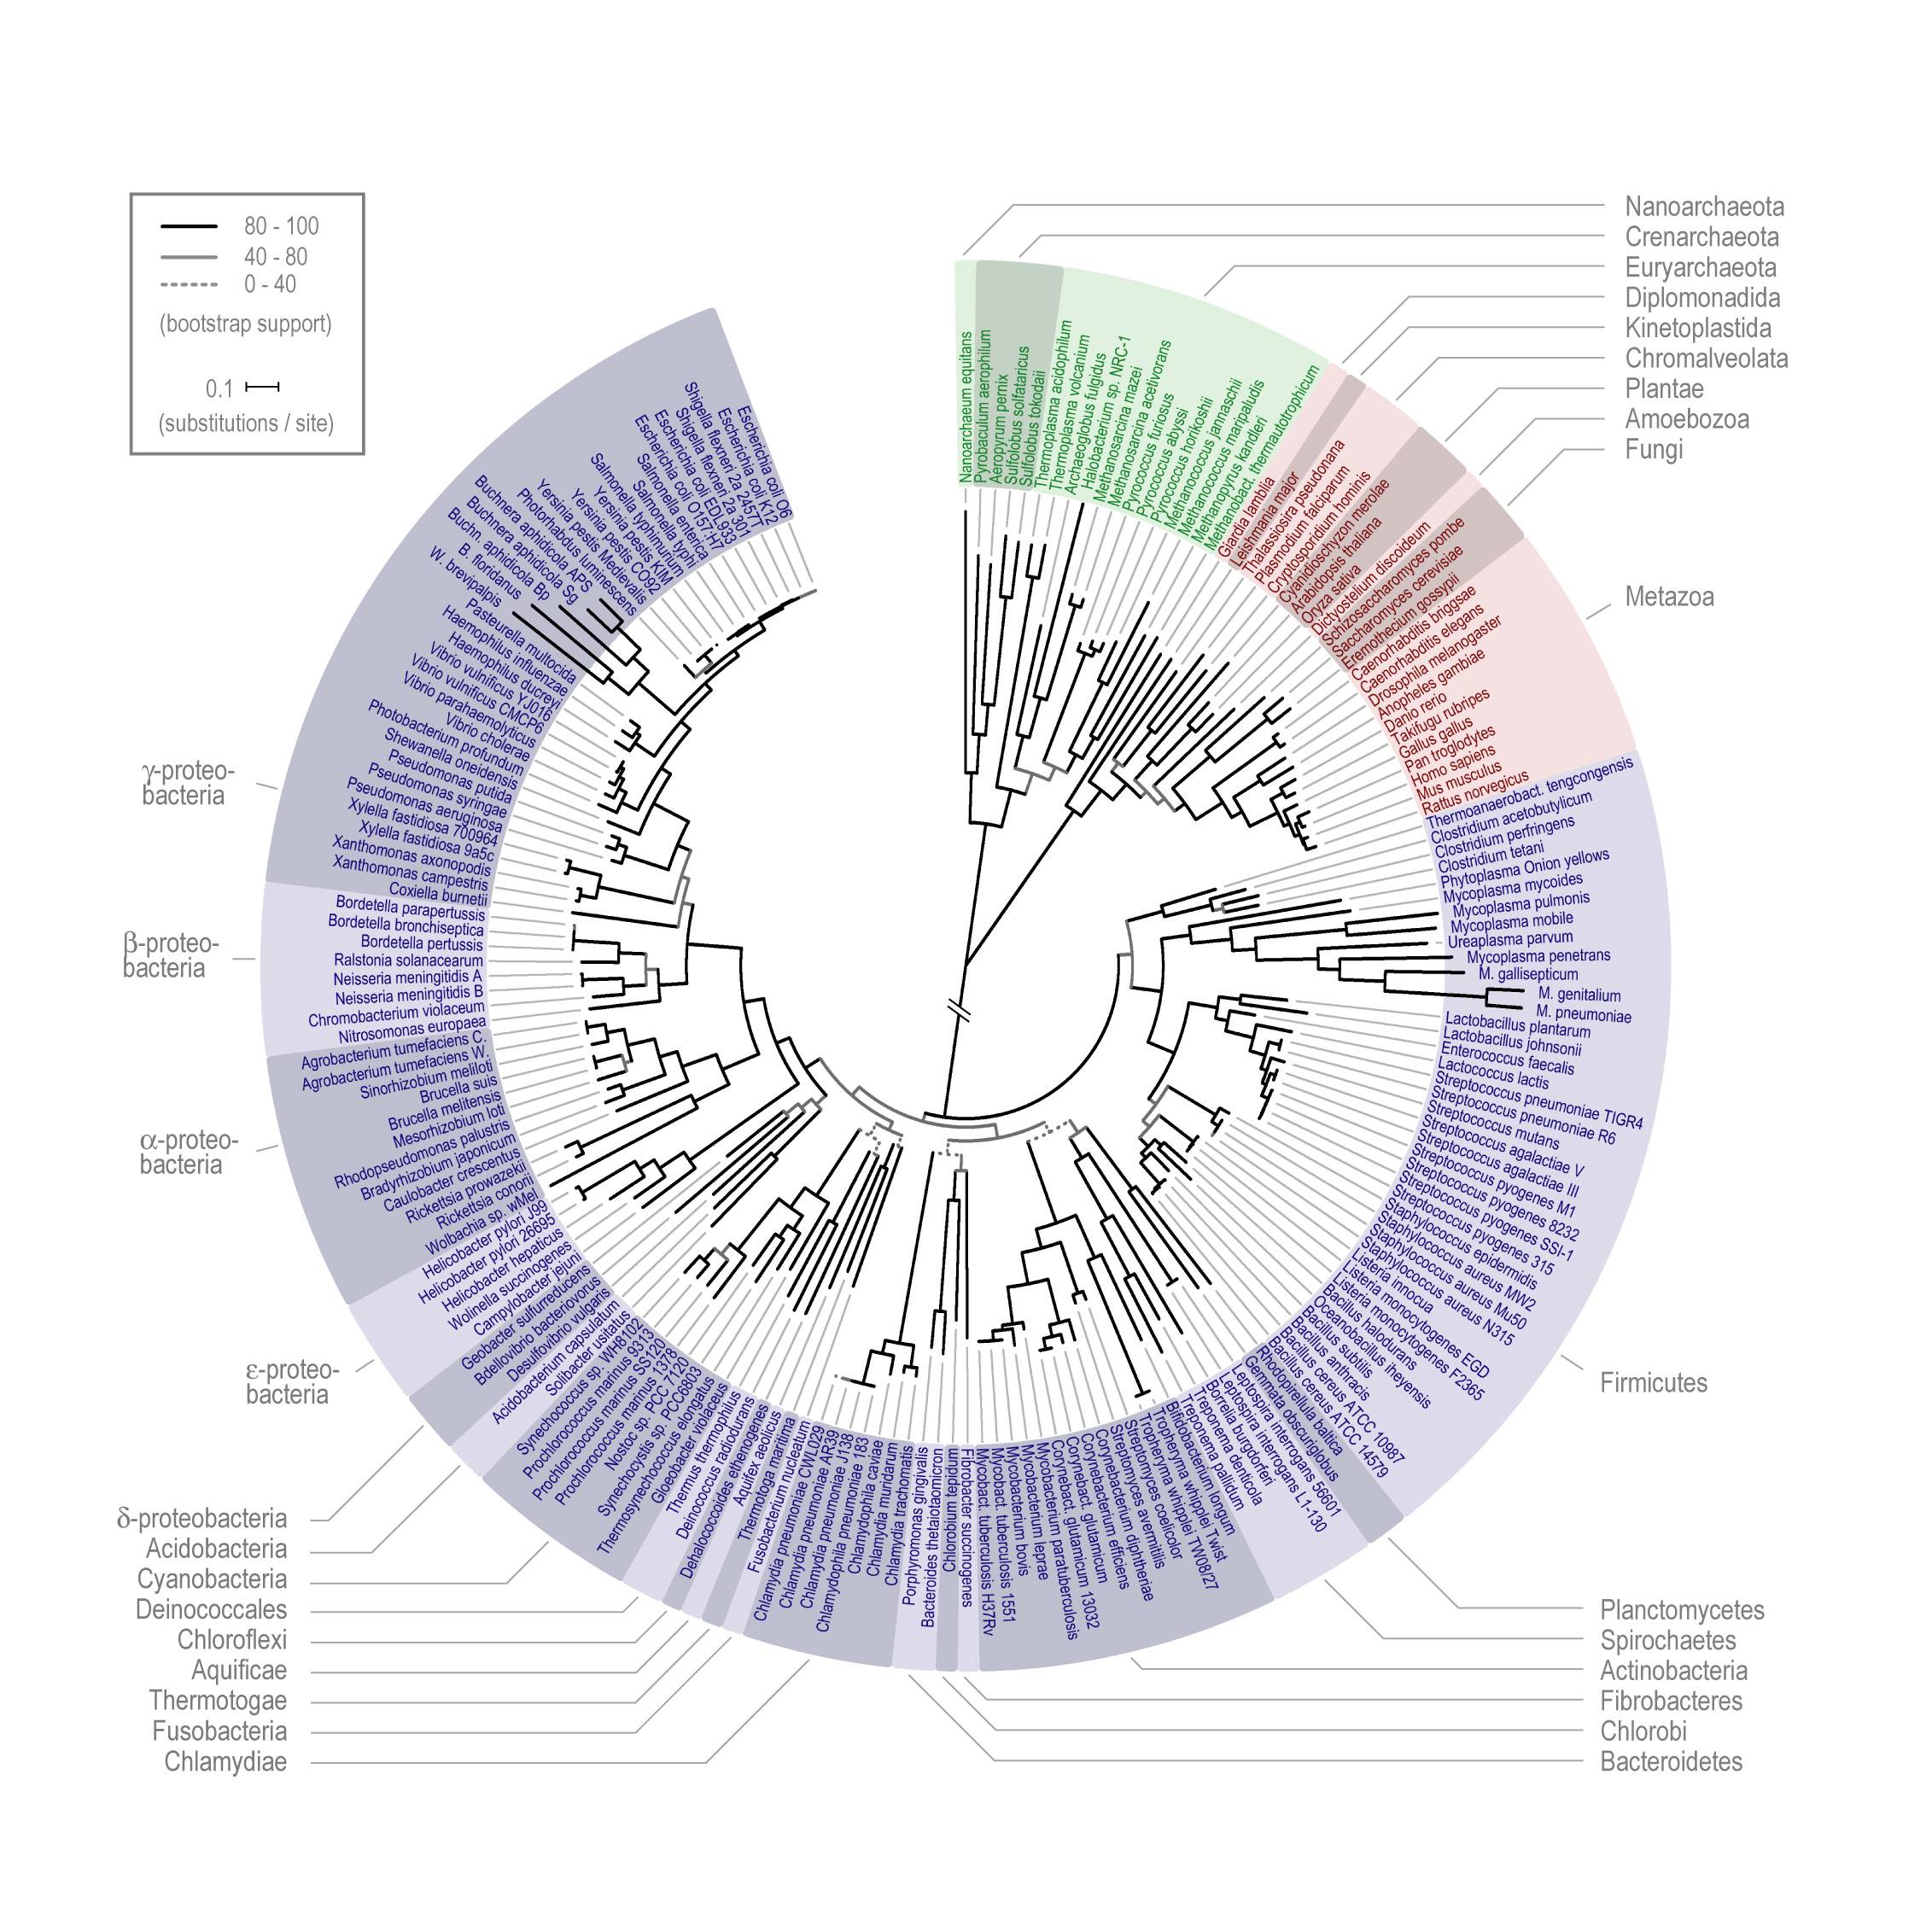 80 - 100
40 - 80
0 - 40
(bootstrap support)
0.1
(substitutions / site)
Nanoarchaeota
Crenarchaeota
Euryarchaeota
Diplomonadida
Kinetoplastida
Chromalveolata
Plantae
Amoebozoa
Fungi
Metazoa
Firmicutes
Planctomycetes
Spirochaetes
Actinobacteria
Fibrobacteres
Chlorobi
Bacteroidetes
Chlamydiae
Fusobacteria
Thermotogae
Aquificae
Chloroflexi
Deinococcales
Cyanobacteria
Acidobacteria
δ-proteobacteria
ε-proteo-
bacteria
α-proteo-
bacteria
β-proteo-
bacteria
γ-proteo-
bacteria
Nanoarchaeum equitans
Pyrobaculum aerophilum
Aeropyrum pernix
Sulfolobus solfataricus
Sulfolobus tokodaii
Thermoplasma acidophilum
Thermoplasma volcanium
Archaeoglobus fulgidus
Halobacterium sp. NRC-1
Methanosarcina mazei
Methanosarcina acetivorans
Pyrococcus furiosus
Pyrococcus abyssi
Pyrococcus horikoshii
Methanococcus jannaschii
Methanococcus maripaludis
Methanopyrus kandleri
Methanobact. thermautotrophicum
Giardia lamblia
Leishmania major
Thalassiosira pseudonana
Plasmodium falciparum
Cryptosporidium hominis
Cyanidioschyzon merolae
Arabidopsis thaliana
Oryza sativa
Dictyostelium discoideum
Schizosaccharomyces pombe
Saccharomyces cerevisiae
Eremothecium gossypii
Caenorhabditis briggsae
Caenorhabditis elegans
Drosophila melanogaster
Anopheles gambiae
Danio rerio
Takifugu rubripes
Gallus gallus
Pan troglodytes
Homo sapiens
Mus musculus
Rattus norvegicus
Thermoanaerobact. tengcongensis
Clostridium acetobutylicum
Clostridium perfringens
Clostridium tetani
Phytoplasma Onion yellows
Mycoplasma mycoides
Mycoplasma pulmonis
Mycoplasma mobile
Ureaplasma parvum
Mycoplasma penetrans
M. gallisepticum
M. genitalium
M. pneumoniae
Lactobacillus plantarum
Lactobacillus johnsonii
Enterococcus faecalis
Lactococcus lactis
Streptococcus pneumoniae TIGR4
Streptococcus pneumoniae R6
Streptococcus mutans
Streptococcus agalactiae V
Streptococcus agalactiae III
Streptococcus pyogenes M1
Streptococcus pyogenes 8232
Streptococcus pyogenes SSI-1
Streptococcus pyogenes 315
Staphylococcus epidermidis
Staphylococcus aureus MW2
Staphylococcus aureus Mu50
Staphylococcus aureus N315
Listeria innocua
Listeria monocytogenes EGD
Listeria monocytogenes F2365
Bacillus halodurans
Oceanobacillus iheyensis
Bacillus subtilis
Bacillus anthracis
Bacillus cereus ATCC 10987
Bacillus cereus ATCC 14579
Rhodopirellula baltica
Gemmata obscuriglobus
Leptospira interrogans 56601
Leptospira interrogans L1-130
Borrelia burgdorferi
Treponema denticola
Treponema pallidum
Bifidobacterium longum
Tropheryma whipplei Twist
Tropheryma whipplei TW08/27
Streptomyces coelicolor
Streptomyces avermitilis
Corynebacterium diphtheriae
Corynebacterium efficiens
Corynebact. glutamicum
Corynebact. glutamicum 13032
Mycobacterium paratuberculosis
Mycobacterium leprae
Mycobacterium bovis
Mycobact. tuberculosis 1551
Mycobact. tuberculosis H37Rv
Fibrobacter succinogenes
Chlorobium tepidum
Bacteroides thetaiotaomicron
Porphyromonas gingivalis
Chlamydia trachomatis
Chlamydia muridarum
Chlamydophila caviae
Chlamydophila pneumoniae 183
Chlamydia pneumoniae J138
Chlamydia pneumoniae AR39
Chlamydia pneumoniae CWL029
Fusobacterium nucleatum
Thermotoga maritima
Aquifex aeolicus
Dehalococcoides ethenogenes
Deinococcus radiodurans
Thermus thermophilus
Gloeobacter violaceus
Thermosynechococcus elongatus
Synechocystis sp. PCC6803
Nostoc sp. PCC 7120
Prochlorococcus marinus 1378
Prochlorococcus marinus SS120
Prochlorococcus marinus 9313
Synechococcus sp. WH8102
Solibacter usitatus
Acidobacterium capsulatum
Desulfovibrio vulgaris
Bdellovibrio bacteriovorus
Geobacter sulfurreducens
Campylobacter jejuni
Wolinella succinogenes
Helicobacter hepaticus
Helicobacter pylori 26695
Helicobacter pylori J99
Wolbachia sp. wMel
Rickettsia conorii
Rickettsia prowazekii
Caulobacter crescentus
Bradyrhizobium japonicum
Rhodopseudomonas palustris
Mesorhizobium loti
Brucella melitensis
Brucella suis
Sinorhizobium meliloti
Agrobacterium tumefaciens W.
Agrobacterium tumefaciens C.
Nitrosomonas europaea
Chromobacterium violaceum
Neisseria meningitidis B
Neisseria meningitidis A
Ralstonia solanacearum
Bordetella pertussis
Bordetella bronchiseptica
Bordetella parapertussis
Coxiella burnetii
Xanthomonas campestris
Xanthomonas axonopodis
Xylella fastidiosa 9a5c
Xylella fastidiosa 700964
Pseudomonas aeruginosa
Pseudomonas syringae
Pseudomonas putida
Shewanella oneidensis
Photobacterium profundum
Vibrio cholerae
Vibrio parahaemolyticus
Vibrio vulnificus CMCP6
Vibrio vulnificus YJ016
Haemophilus ducreyi
Haemophilus influenzae
Pasteurella multocida
W. brevipalpis
B. floridanus
Buchn. aphidicola Bp
Buchnera aphidicola Sg
Buchnera aphidicola APS
Photorhabdus luminescens
Yersinia pestis Medievalis
Yersinia pestis CO92
Yersinia pestis KIM
Salmonella typhimurium
Salmonella typhi
Salmonella enterica
Escherichia coli O157:H7
Escherichia coli EDL933
Shigella flexneri 2a 301
Shigella flexneri 2a 2457T
Escherichia coli K12
Escherichia coli O6